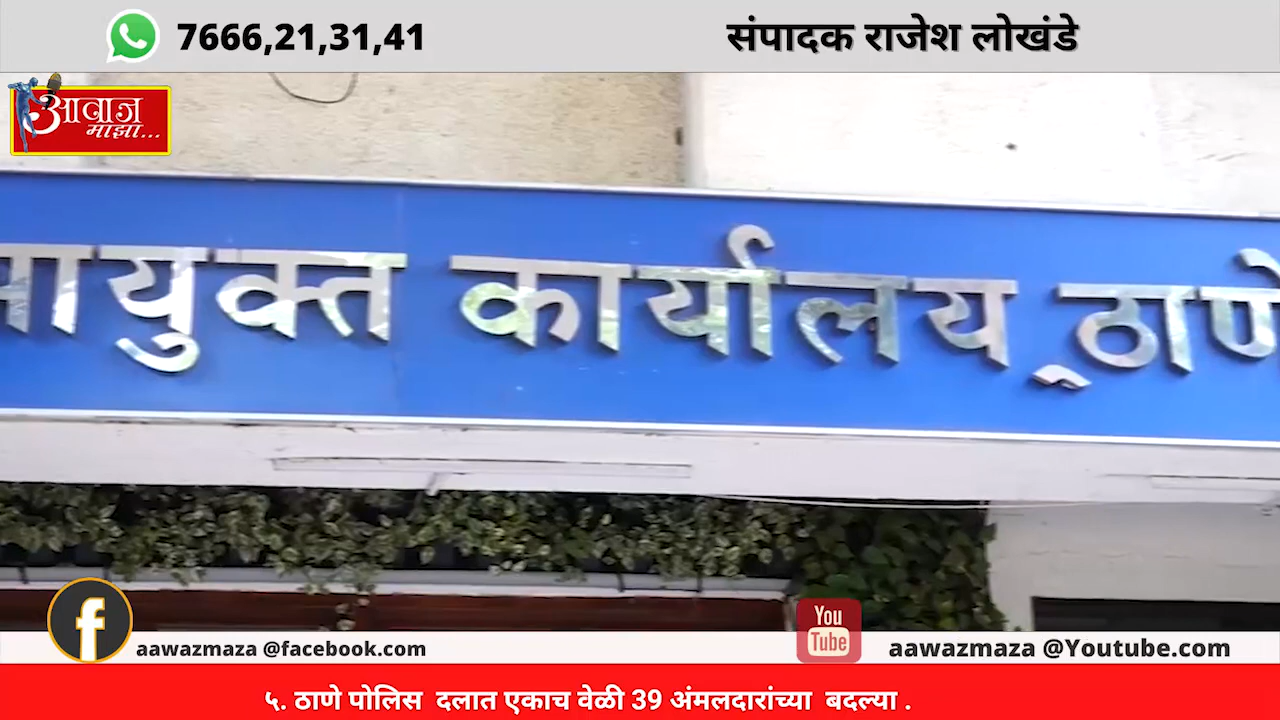 7666,21,31,41
संपादक राजेश लोखंडे
आवाज
माझा...
आयुक्त कार्यालय ठाणे
aawazmaza @facebook.com
You
Tube
aawazmaza @Youtube.com
५. ठाणे पोलिस दलात एकाच वेळी 39 अंमलदारांच्या बदल्या .